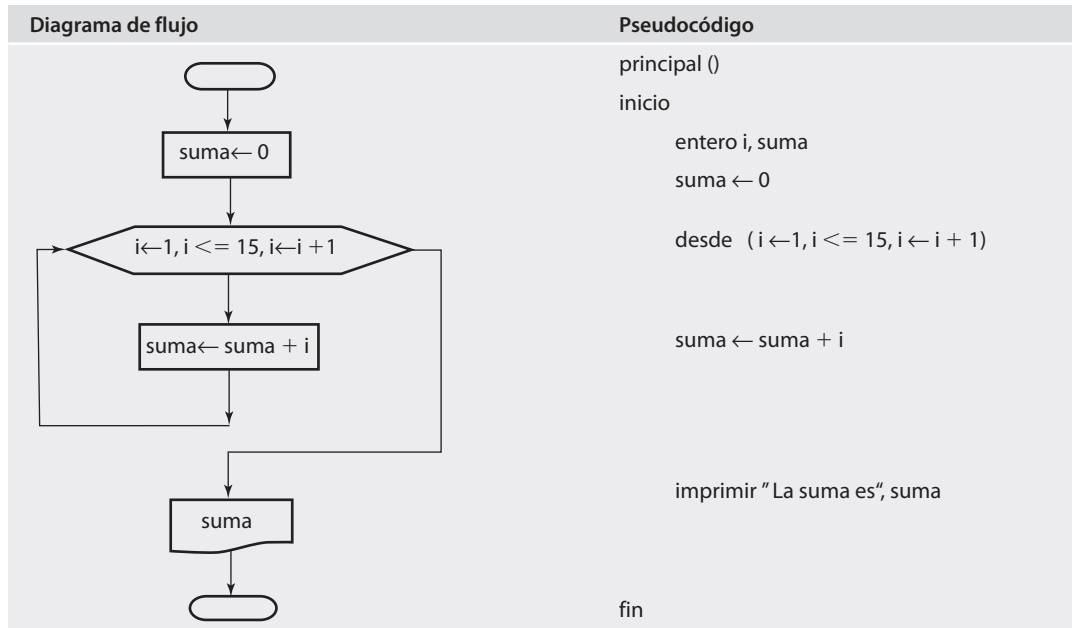 Diagrama de flujo
suma← 0
i←1, i <= 15, i←i +1
suma← suma + i
suma
Pseudocódigo
principal ()
inicio
entero i, suma
suma ← 0
desde ( i ←1, i <= 15, i ← i + 1)
suma ← suma + i
imprimir ” La suma es“, suma
fin